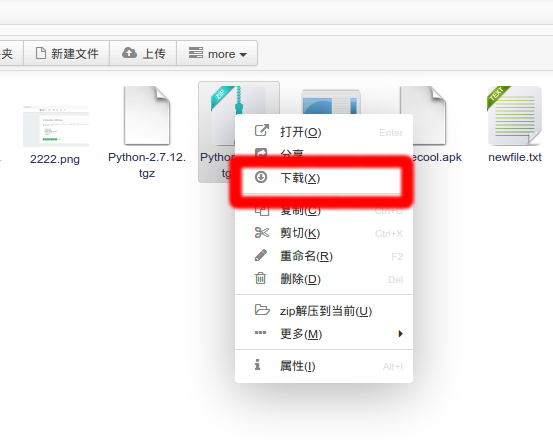 夹 新建文件 上传 more
ZIP
TEXT
2222.png
Python-2.7.12.
tgz
Python
tg
ecool.apk
newfile.txt
打开(O) Enter
分享
下载(X)
复制(C) Ctrl+C
剪切(K) Ctrl+X
重命名(R) F2
删除(D) Del
zip解压到当前(U)
更多(M)
属性(I) Alt+I